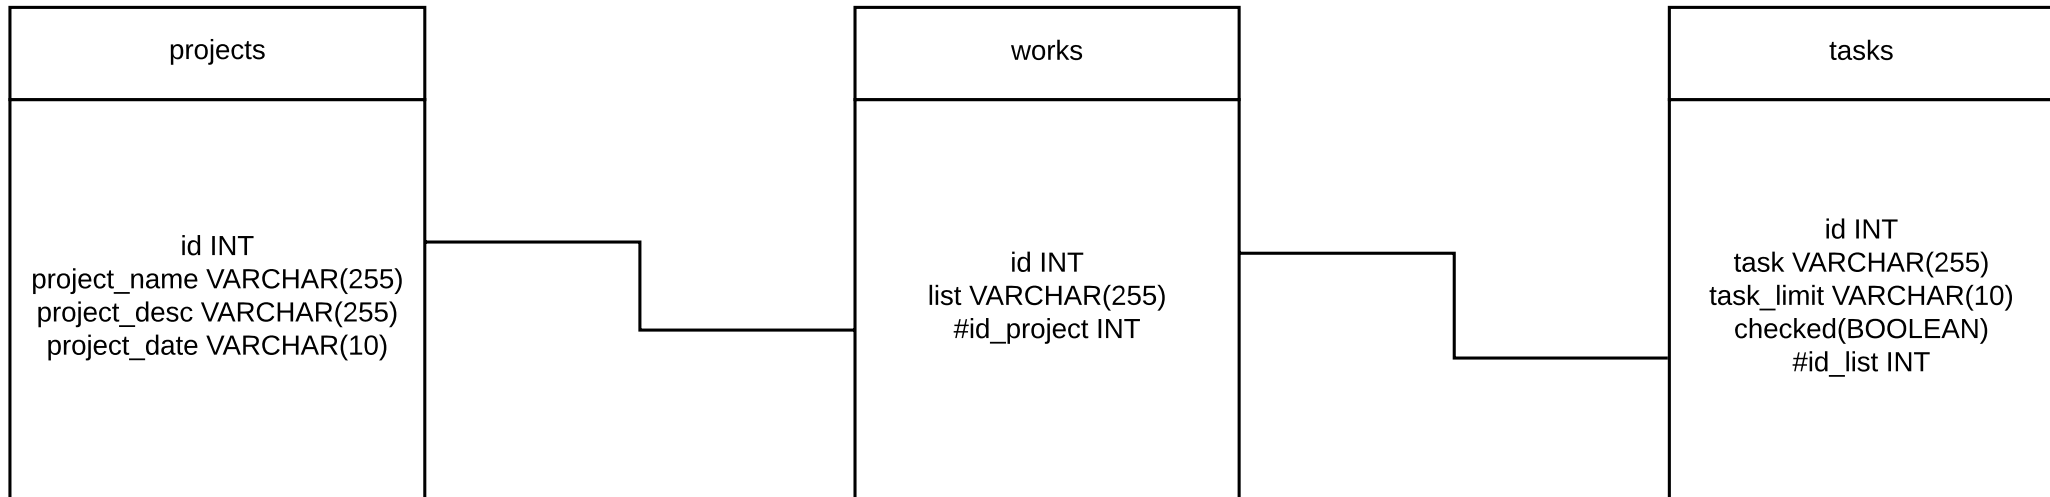 projects
id INT
project_name VARCHAR(255)
project_desc VARCHAR(255)
project_date VARCHAR(10)
works
id INT
list VARCHAR(255)
#id_project INT
tasks
id INT
task VARCHAR(255)
task_limit VARCHAR(10)
checked(BOOLEAN)
#id_list INT